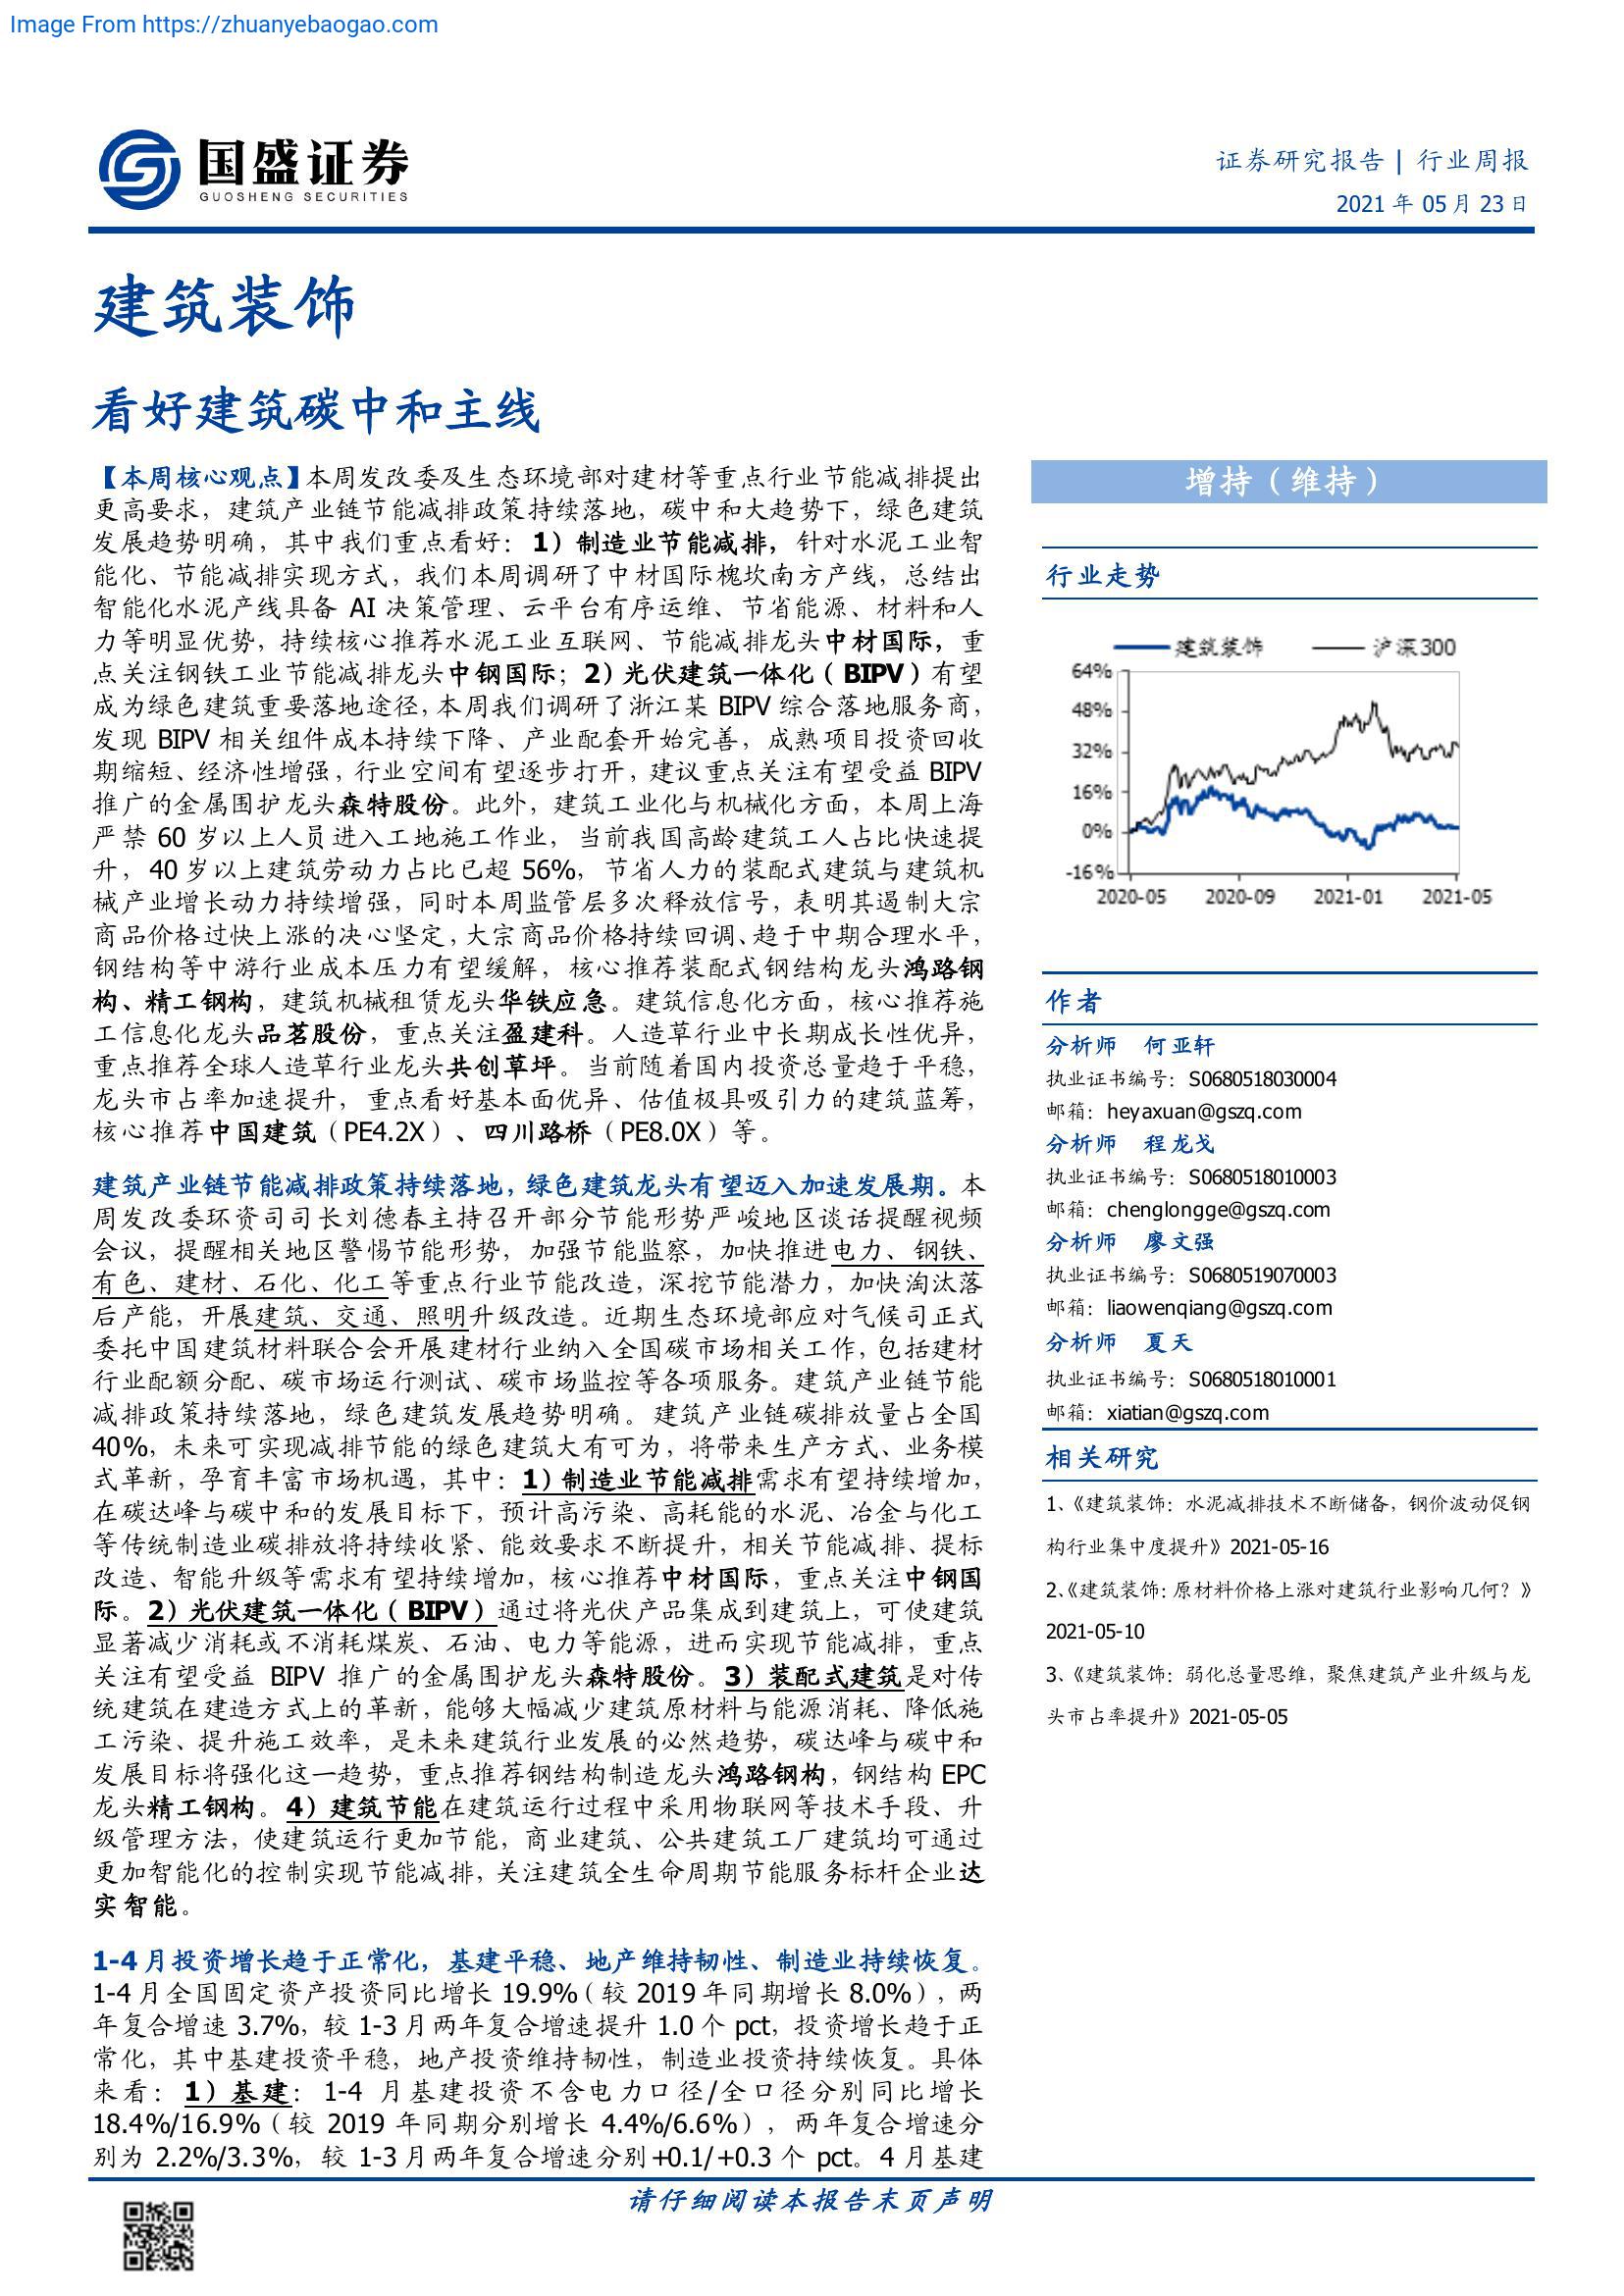 Image From https://zhuanyebaogao.com
国盛证券
GUOSHENG SECURITIES
证券研究报告 | 行业周报
2021 年 05 月 23 日
建筑装饰
看好建筑碳中和主线
【本周核心观点】本周发改委及生态环境部对建材等重点行业节能减排提出
更高要求，建筑产业链节能减排政策持续落地，碳中和大趋势下，绿色建筑
发展趋势明确，其中我们重点看好：1）制造业节能减排，针对水泥工业智
能化、节能减排实现方式，我们本周调研了中材国际槐坎南方产线，总结出
智能化水泥产线具备 AI 决策管理、云平台有序运维、节省能源、材料和人
力等明显优势，持续核心推荐水泥工业互联网、节能减排龙头中材国际，重
点关注钢铁工业节能减排龙头中钢国际；2）光伏建筑一体化（BIPV）有望
成为绿色建筑重要落地途径，本周我们调研了浙江某 BIPV 综合落地服务商，
发现 BIPV 相关组件成本持续下降、产业配套开始完善，成熟项目投资回收
期缩短、经济性增强，行业空间有望逐步打开，建议重点关注有望受益 BIPV
推广的金属围护龙头森特股份。此外，建筑工业化与机械化方面，本周上海
严禁 60 岁以上人员进入工地施工作业，当前我国高龄建筑工人占比快速提
升，40 岁以上建筑劳动力占比已超 56%，节省人力的装配式建筑与建筑机
械产业增长动力持续增强，同时本周监管层多次释放信号，表明其遏制大宗
商品价格过快上涨的决心坚定，大宗商品价格持续回调、趋于中期合理水平，
钢结构等中游行业成本压力有望缓解，核心推荐装配式钢结构龙头鸿路钢
构、精工钢构，建筑机械租赁龙头华铁应急。建筑信息化方面，核心推荐施
工信息化龙头品茗股份，重点关注盈建科。人造草行业中长期成长性优异，
重点推荐全球人造草行业龙头共创草坪。当前随着国内投资总量趋于平稳，
龙头市占率加速提升，重点看好基本面优异、估值极具吸引力的建筑蓝筹，
核心推荐中国建筑（PE4.2X）、四川路桥（PE8.0X）等。
建筑产业链节能减排政策持续落地，绿色建筑龙头有望迈入加速发展期。本
周发改委环资司司长刘德春主持召开部分节能形势严峻地区谈话提醒视频
会议，提醒相关地区警惕节能形势，加强节能监察，加快推进电力、钢铁、
有色、建材、石化、化工等重点行业节能改造，深挖节能潜力，加快淘汰落
后产能，开展建筑、交通、照明升级改造。近期生态环境部应对气候司正式
委托中国建筑材料联合会开展建材行业纳入全国碳市场相关工作，包括建材
行业配额分配、碳市场运行测试、碳市场监控等各项服务。建筑产业链节能
减排政策持续落地，绿色建筑发展趋势明确。建筑产业链碳排放量占全国
40%，未来可实现减排节能的绿色建筑大有可为，将带来生产方式、业务模
式革新，孕育丰富市场机遇，其中：1）制造业节能减排需求有望持续增加，
在碳达峰与碳中和的发展目标下，预计高污染、高耗能的水泥、冶金与化工
等传统制造业碳排放将持续收紧、能效要求不断提升，相关节能减排、提标
改造、智能升级等需求有望持续增加，核心推荐中材国际，重点关注中钢国
际。2）光伏建筑一体化（BIPV）通过将光伏产品集成到建筑上，可使建筑
显著减少消耗或不消耗煤炭、石油、电力等能源，进而实现节能减排，重点
关注有望受益 BIPV 推广的金属围护龙头森特股份。3）装配式建筑是对传
统建筑在建造方式上的革新，能够大幅减少建筑原材料与能源消耗、降低施
工污染、提升施工效率，是未来建筑行业发展的必然趋势，碳达峰与碳中和
发展目标将强化这一趋势，重点推荐钢结构制造龙头鸿路钢构，钢结构 EPC
龙头精工钢构。4）建筑节能在建筑运行过程中采用物联网等技术手段、升
级管理方法，使建筑运行更加节能，商业建筑、公共建筑工厂建筑均可通过
更加智能化的控制实现节能减排，关注建筑全生命周期节能服务标杆企业达
实智能。
1-4 月投资增长趋于正常化，基建平稳、地产维持韧性、制造业持续恢复。
1-4 月全国固定资产投资同比增长 19.9%（较 2019 年同期增长 8.0%），两
年复合增速 3.7%，较 1-3 月两年复合增速提升 1.0 个 pct，投资增长趋于正
常化，其中基建投资平稳，地产投资维持韧性，制造业投资持续恢复。具体
来看：1）基建：1-4 月基建投资不含电力口径/全口径分别同比增长
18.4%/16.9%（较 2019 年同期分别增长 4.4%/6.6%），两年复合增速分
别为 2.2%/3.3%，较 1-3 月两年复合增速分别+0.1/+0.3 个 pct。4 月基建
增持（维持）
行业走势
建筑装饰 沪深300
64%
48%
32%
16%
0%
-16%
2020-05 2020-09 2021-01 2021-05
作者
分析师 何亚轩
执业证书编号：S0680518030004
邮箱：heyaxuan@gszq.com
分析师 程龙戈
执业证书编号：S0680518010003
邮箱：chenglongge@gszq.com
分析师 廖文强
执业证书编号：S0680519070003
邮箱：liaowenqiang@gszq.com
分析师 夏天
执业证书编号：S0680518010001
邮箱：xiatian@gszq.com
相关研究
1、《建筑装饰：水泥减排技术不断储备，钢价波动促钢
构行业集中度提升》2021-05-16
2、《建筑装饰：原材料价格上涨对建筑行业影响几何？》
2021-05-10
3、《建筑装饰：弱化总量思维，聚焦建筑产业升级与龙
头市占率提升》2021-05-05
请仔细阅读本报告末页声明